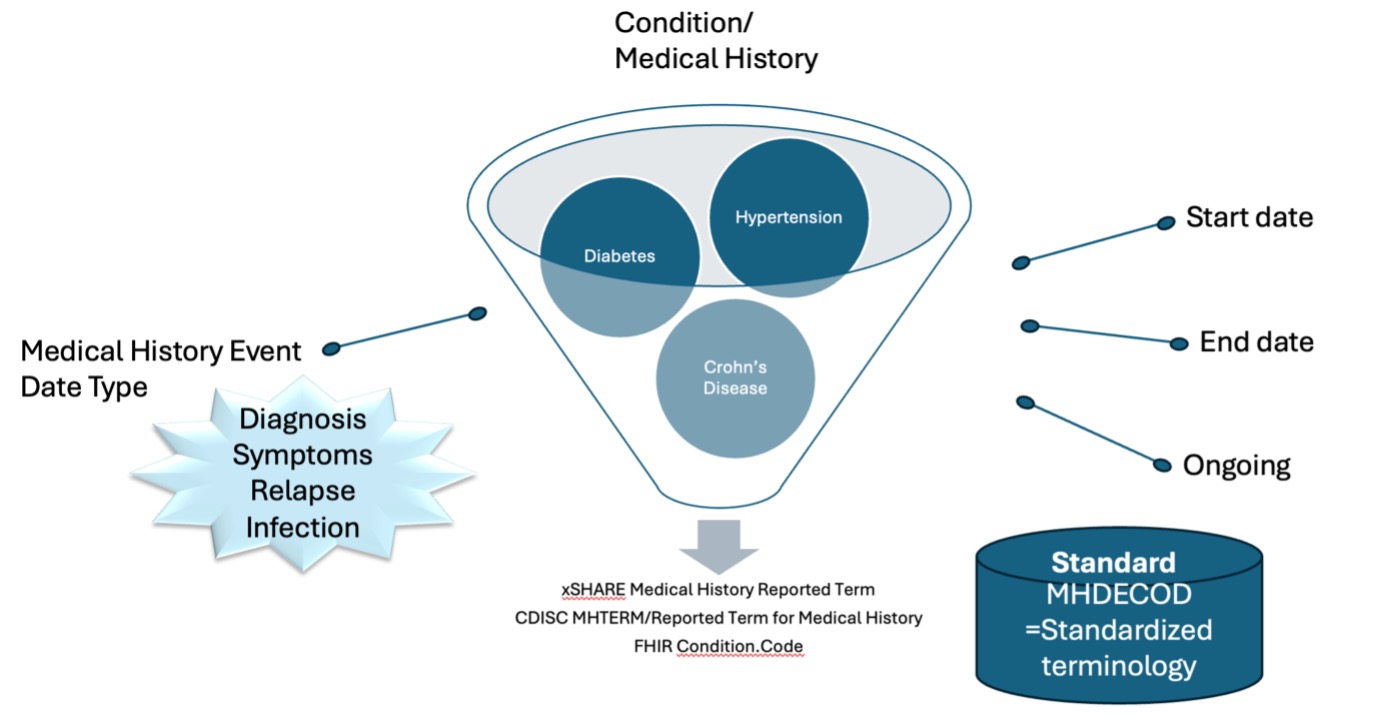 Condition/
Medical History
Hypertension
Diabetes
Crohn's
Disease
Start date
End date
Ongoing
Medical History Event
Date Type
Diagnosis
Symptoms
Relapse
Infection
xSHARE Medical History Reported Term
CDISC MHTERM/Reported Term for Medical History
FHIR Condition.Code
Standard
MHDECOD
=Standardized
terminology